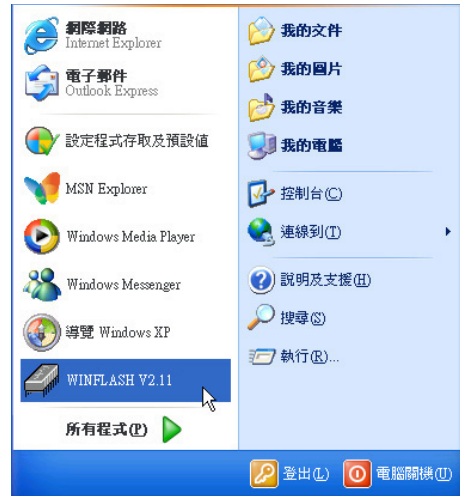 網際網路
Internet Explorer
電子郵件
Outlook Express
設定程式存取及預設值
MSN Explorer
Windows Media Player
Windows Messenger
導覽 Windows XP
WINFLASH V2.11
所有程式(P)
我的文件
我的圖片
我的音樂
我的電腦
控制台(C)
連線到(T)
說明及支援(H)
搜尋(S)
執行(R)...
登出(L)
電腦關機(U)